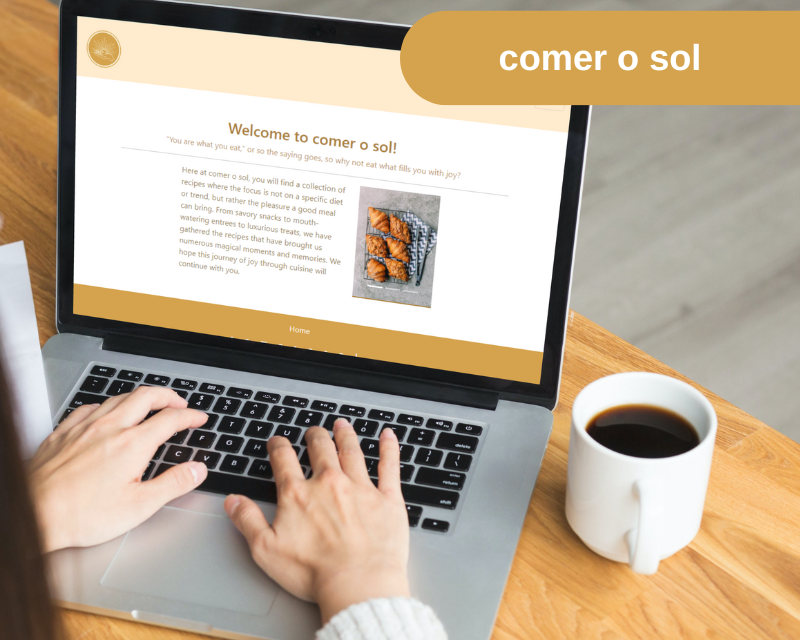 comer o sol
Welcome to comer o sol!
"You are what you eat," or so the saying goes, so why not eat what fills you with joy?
Here at comer o sol, you will find a collection of
recipes where the focus is not on a specific diet
or trend, but rather the pleasure a good meal
can bring. From savory snacks to mouth-
watering entrees to luxurious treats, we have
gathered the recipes that have brought us
numerous magical moments and memories. We
hope this journey of joy through cuisine will
continue with you.
Home